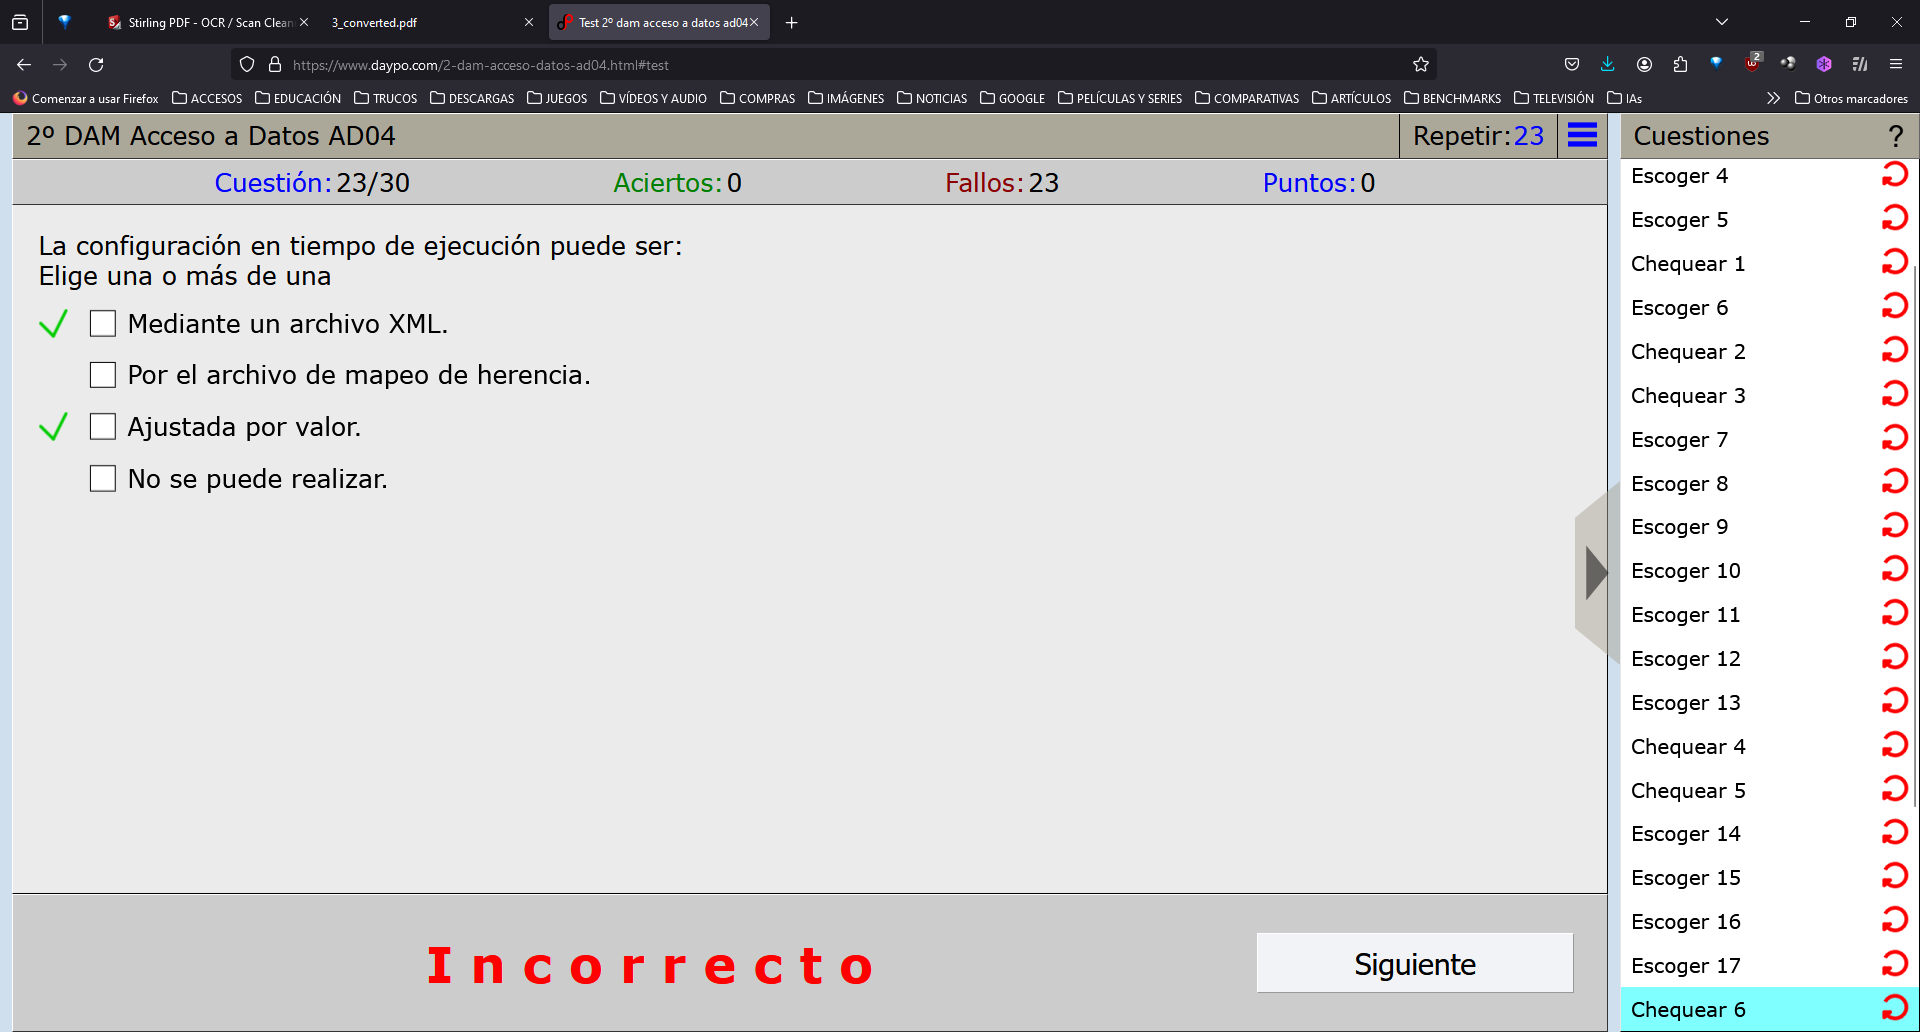 Stirling PDF - OCR / Scan Clean
3_converted.pdf
Test 2º dam acceso a datos ad04
https://www.daypo.com/2-dam-acceso-datos-ad04.html#test
2
Comenzar a usar Firefox
ACCESOS
EDUCACIÓN
TRUCOS
DESCARGAS
JUEGOS
VÍDEOS Y AUDIO
COMPRAS
IMÁGENES
NOTICIAS
GOOGLE
PELÍCULAS Y SERIES
COMPARATIVAS
ARTÍCULOS
BENCHMARKS
TELEVISIÓN
IAs
Otros marcadores
2º DAM Acceso a Datos AD04
Repetir:23
Cuestión:23/30
Aciertos:0
Fallos:23
Puntos:0
La configuración en tiempo de ejecución puede ser:
Elige una o más de una
Mediante un archivo XML.
Por el archivo de mapeo de herencia.
Ajustada por valor.
No se puede realizar.
Incorrecto
Siguiente
Cuestiones ?
Escoger 4
Escoger 5
Chequear 1
Escoger 6
Chequear 2
Chequear 3
Escoger 7
Escoger 8
Escoger 9
Escoger 10
Escoger 11
Escoger 12
Escoger 13
Chequear 4
Chequear 5
Escoger 14
Escoger 15
Escoger 16
Escoger 17
Chequear 6